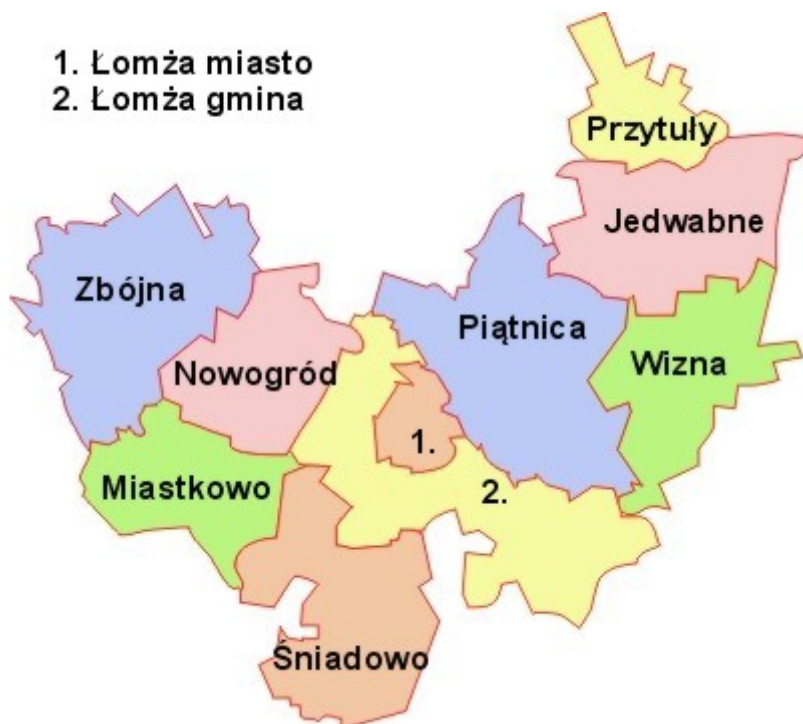 1. Łomża miasto
2. Łomża gmina
Przytuły
Jedwabne
Zbójna
Piątnica
Nowogród
Wizna
1.
Miastkowo
2.
Śniadowo